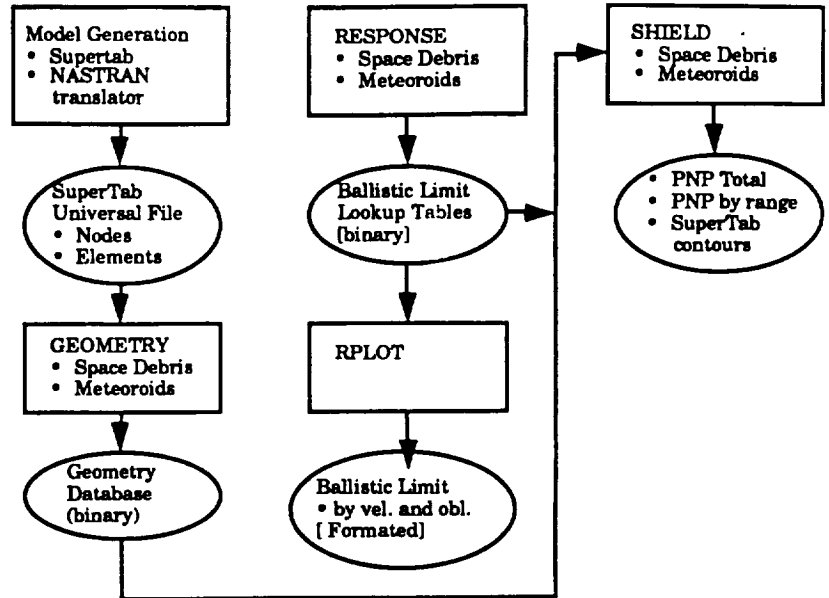 Model Generation
• Supertab
• NASTRAN
translator
SuperTab
Universal File
• Nodes
• Elements
GEOMETRY
• Space Debris
• Meteoroids
Geometry
Database
(binary)
RESPONSE
• Space Debris
• Meteoroids
Ballistic Limit
Lookup Tables
[binary]
RPLOT
Ballistic Limit
• by vel. and obl.
[ Formated]
SHIELD
• Space Debris
• Meteoroids
• PNP Total
• PNP by range
• SuperTab
contours